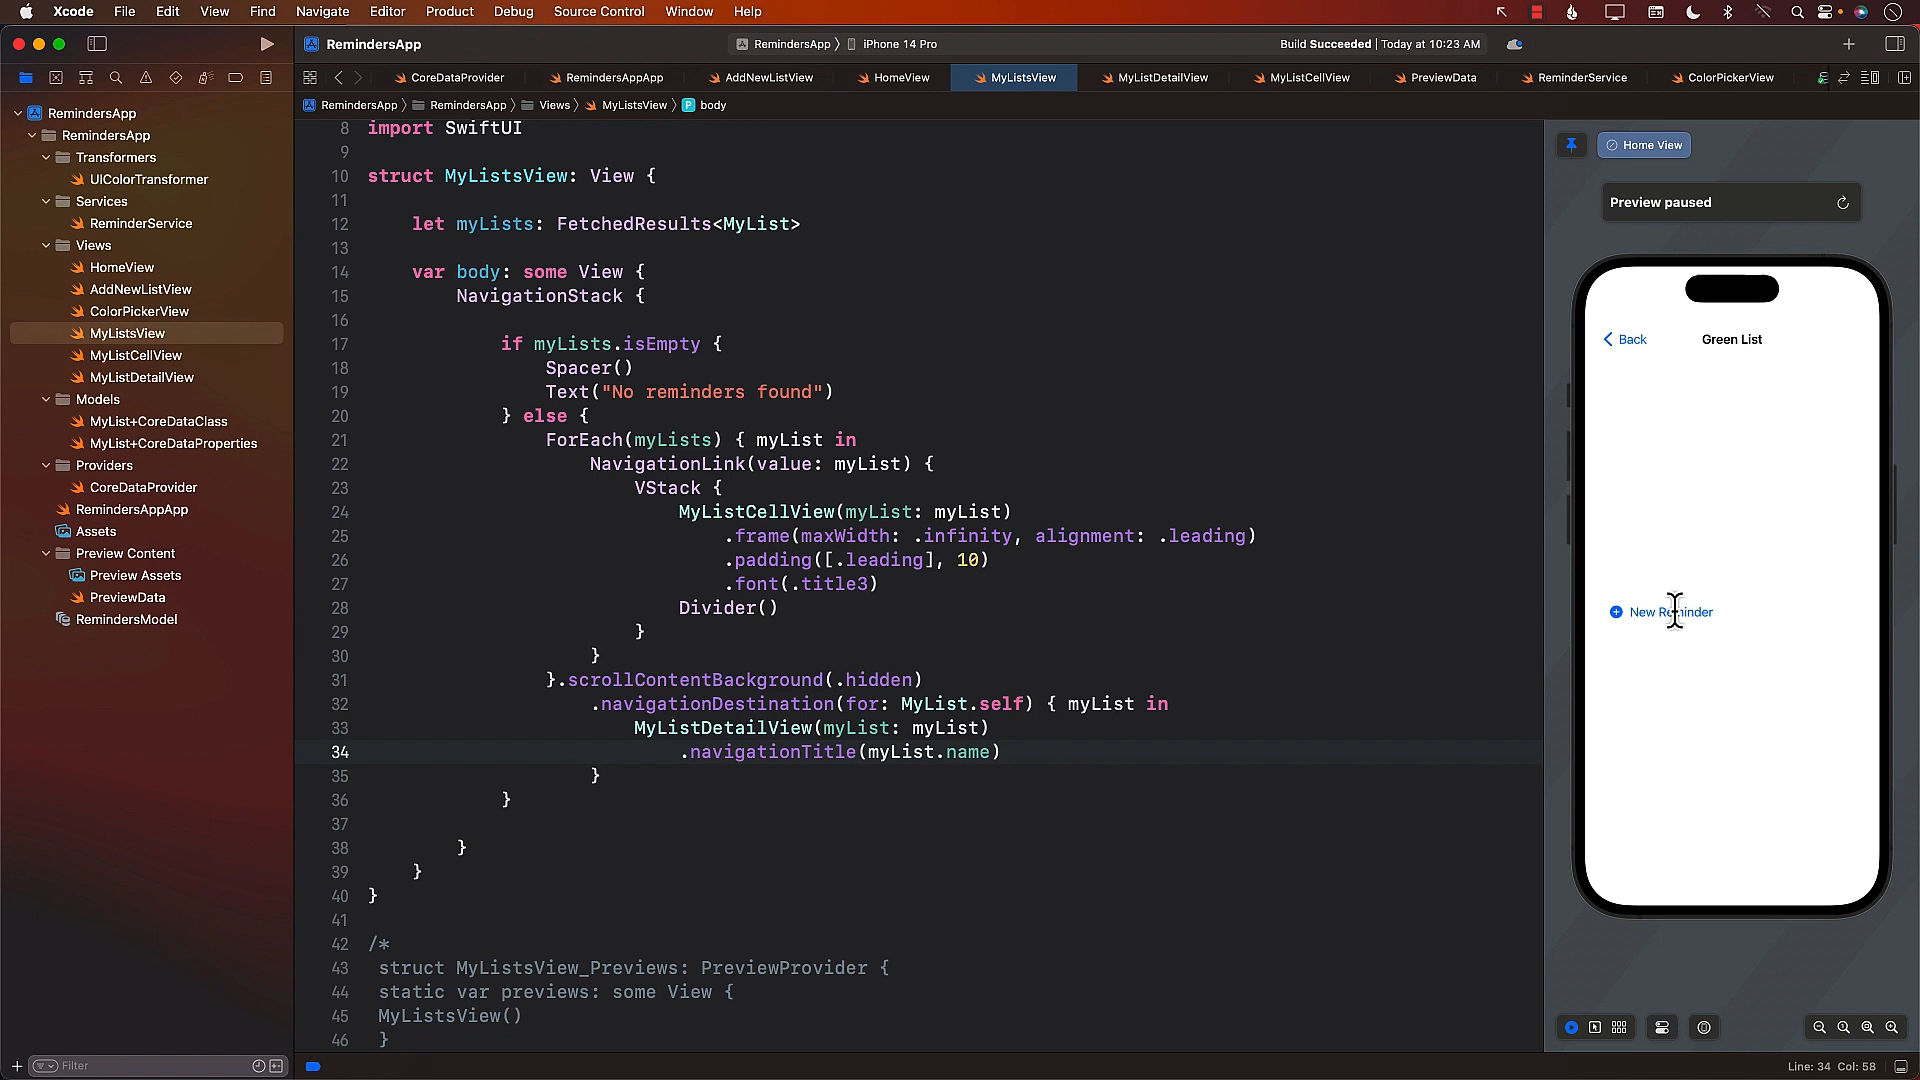 Xcode File Edit View Find Navigate Editor Product Debug Source Control Window Help
RemindersApp
RemindersApp 〉 iPhone 14 Pro
Build Succeeded | Today at 10:23 AM
CoreDataProvider RemindersAppApp AddNewListView HomeView MyListsView MyListDetailView MyListCellView PreviewData ReminderService ColorPickerView
RemindersApp 〉 RemindersApp 〉 Views 〉 MyListsView 〉 P body
RemindersApp
RemindersApp
Transformers
UIColorTransformer
Services
ReminderService
Views
HomeView
AddNewListView
ColorPickerView
MyListsView
MyListCellView
MyListDetailView
Models
MyList+CoreDataClass
MyList+CoreDataProperties
Providers
CoreDataProvider
RemindersAppApp
Assets
Preview Content
Preview Assets
PreviewData
RemindersModel
Filter
8 import SwiftUI
9
10 struct MyListsView: View {
11
12 let myLists: FetchedResults<MyList>
13
14 var body: some View {
15 NavigationStack {
16
17 if myLists.isEmpty {
18 Spacer()
19 Text("No reminders found")
20 } else {
21 ForEach(myLists) { myList in
22 NavigationLink(value: myList) {
23 VStack {
24 MyListCellView(myList: myList)
25 .frame(maxWidth: .infinity, alignment: .leading)
26 .padding([.leading], 10)
27 .font(.title3)
28 Divider()
29 }
30 }
31 }.scrollContentBackground(.hidden)
32 .navigationDestination(for: MyList.self) { myList in
33 MyListDetailView(myList: myList)
34 .navigationTitle(myList.name)
35 }
36 }
37
38 }
39 }
40 }
41
42 /*
43 struct MyListsView_Previews: PreviewProvider {
44 static var previews: some View {
45 MyListsView()
46 }
Home View
Preview paused
Back Green List
New Reminder
Line: 34 Col: 58